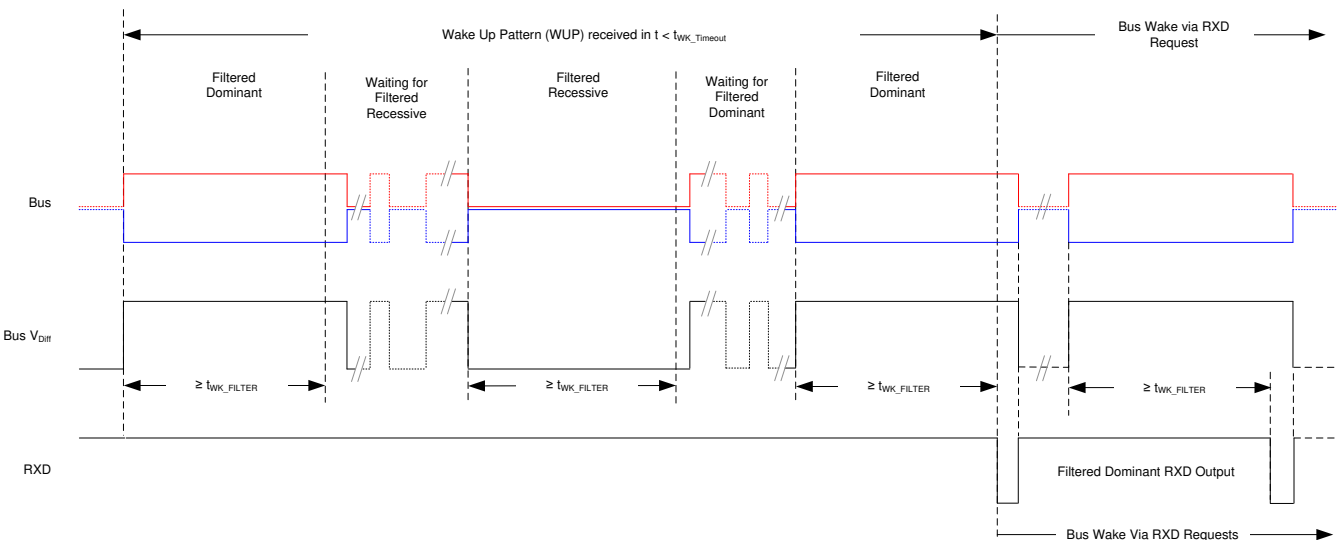 Wake Up Pattern (WUP) received in t < tWK_Timeout
Bus Wake via RXD
Request
Filtered
Dominant
Waiting for
Filtered
Recessive
Filtered
Recessive
Waiting for
Filtered
Dominant
Filtered
Dominant
Bus
Bus VDiff
≥ tWK_FILTER
≥ tWK_FILTER
≥ tWK_FILTER
≥ tWK_FILTER
RXD
Filtered Dominant RXD Output
Bus Wake Via RXD Requests